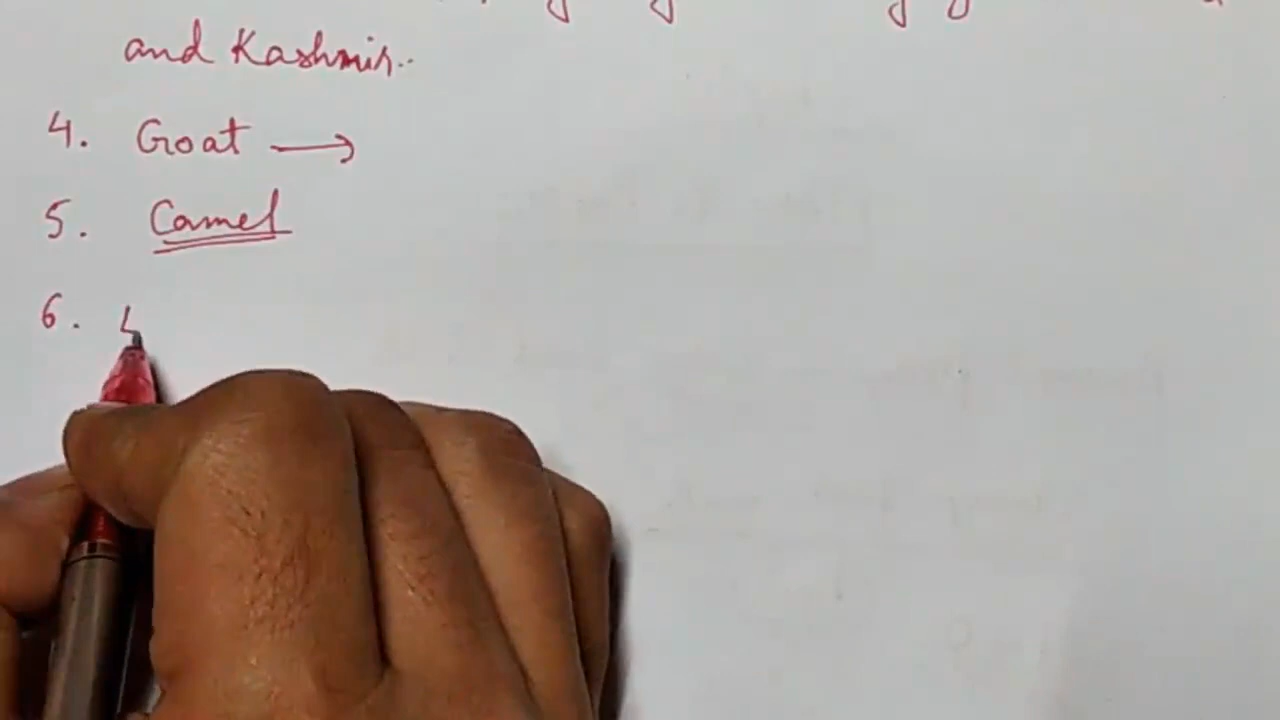 and Kashmir..
4. Goat →
5. Camel
6.